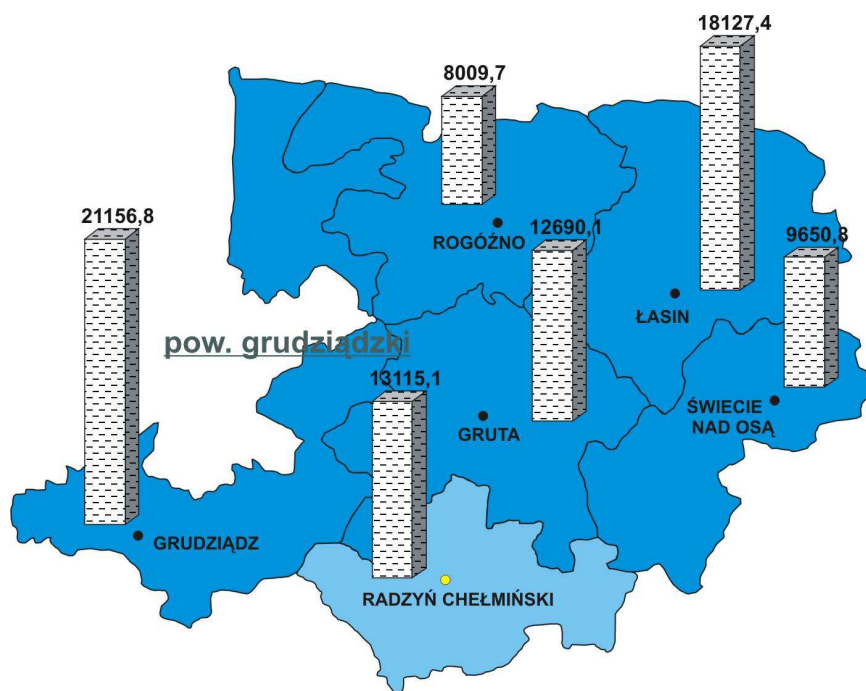 18127,4
8009,7
21156,8
12690,1
9650,8
ROGÓŹNO
ŁASIN
pow. grudziądzki
13115,1
ŚWIECIE
NAD OSĄ
GRUTA
GRUDZIĄDZ
RADZYŃ CHEŁMIŃSKI